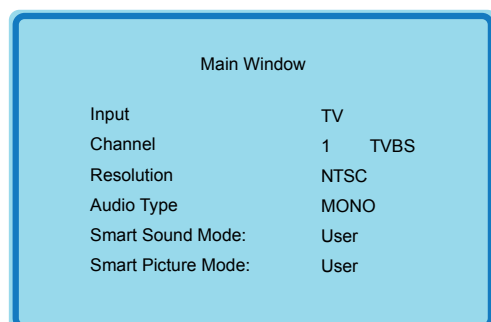 Main Window
Input TV
Channel 1 TVBS
Resolution NTSC
Audio Type MONO
Smart Sound Mode: User
Smart Picture Mode: User